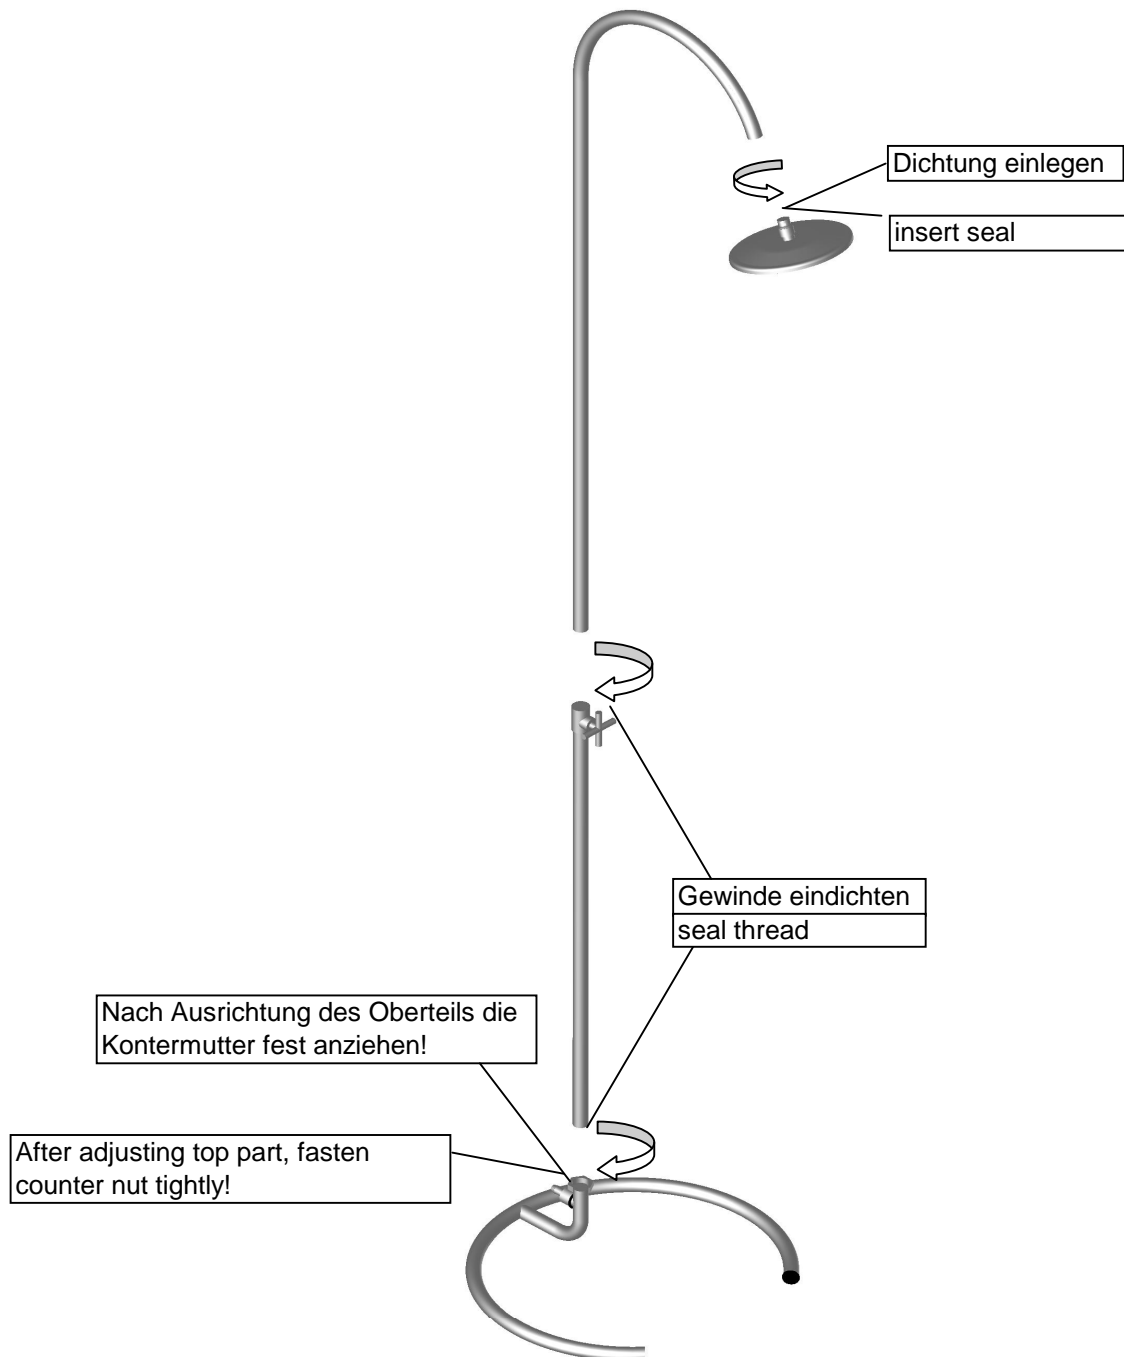 Dichtung einlegen
insert seal
Gewinde eindichten
seal thread
Nach Ausrichtung des Oberteils die
Kontermutter fest anziehen!
After adjusting top part, fasten
counter nut tightly!